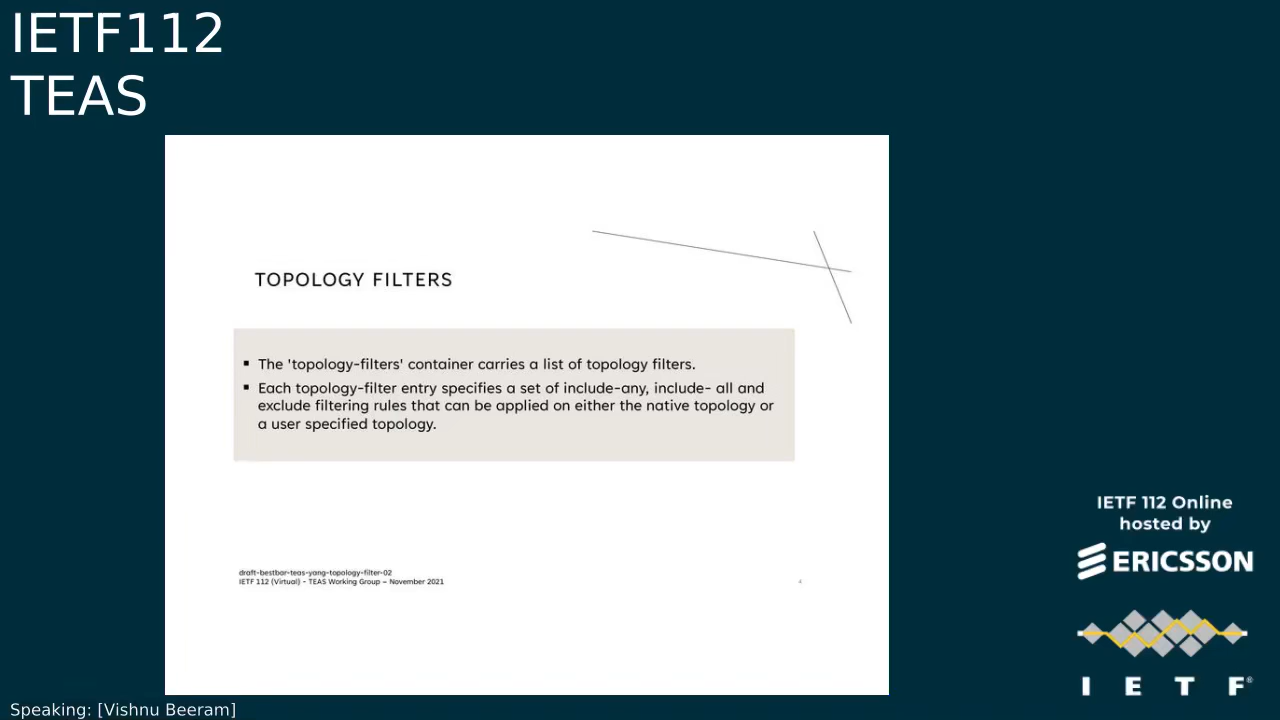 IETF112
TEAS
TOPOLOGY FILTERS
▪ The 'topology-filters' container carries a list of topology filters.
▪ Each topology-filter entry specifies a set of include-any, include- all and
exclude filtering rules that can be applied on either the native topology or
a user specified topology.
draft-bestbar-teas-yang-topology-filter-02
IETF 112 (Virtual) - TEAS Working Group – November 2021
4
IETF 112 Online
hosted by
ERICSSON
I E T F®
Speaking: [Vishnu Beeram]